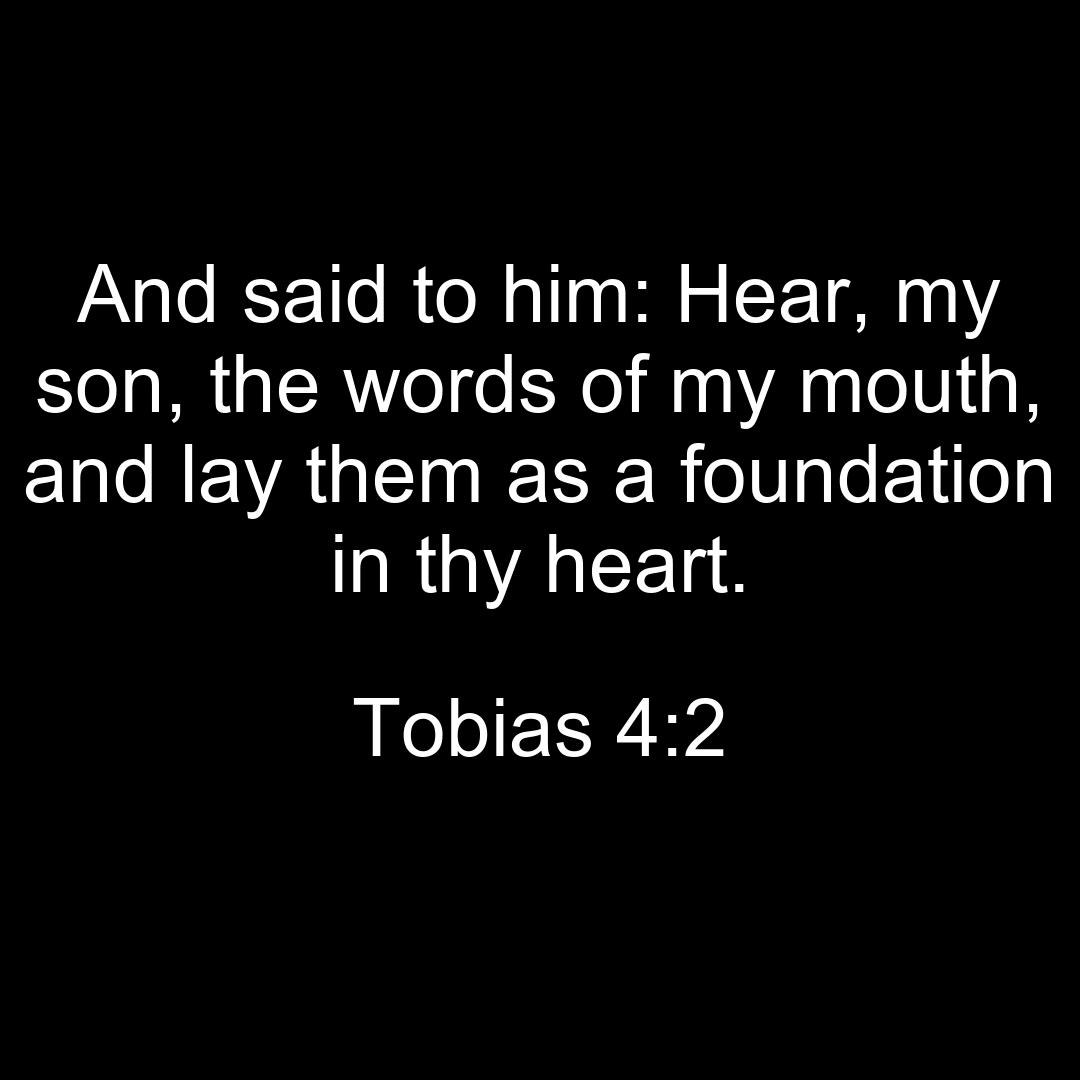 And said to him: Hear, my
son, the words of my mouth,
and lay them as a foundation
in thy heart.
Tobias 4:2